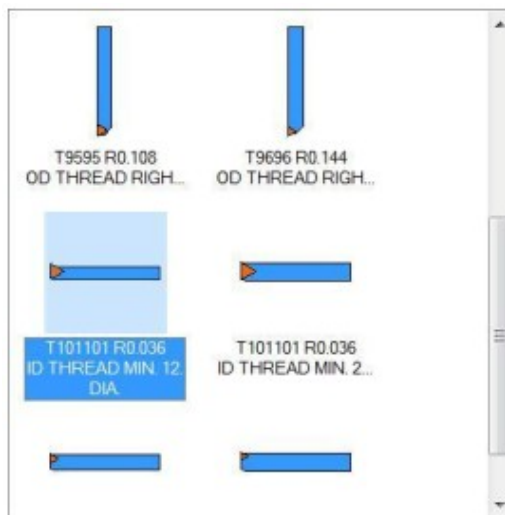 T9595 R0.108
OD THREAD RIGH...
T9696 R0.144
OD THREAD RIGH...
T101101 R0.036
ID THREAD MIN. 12.
DIA.
T101101 R0.036
ID THREAD MIN. 2...